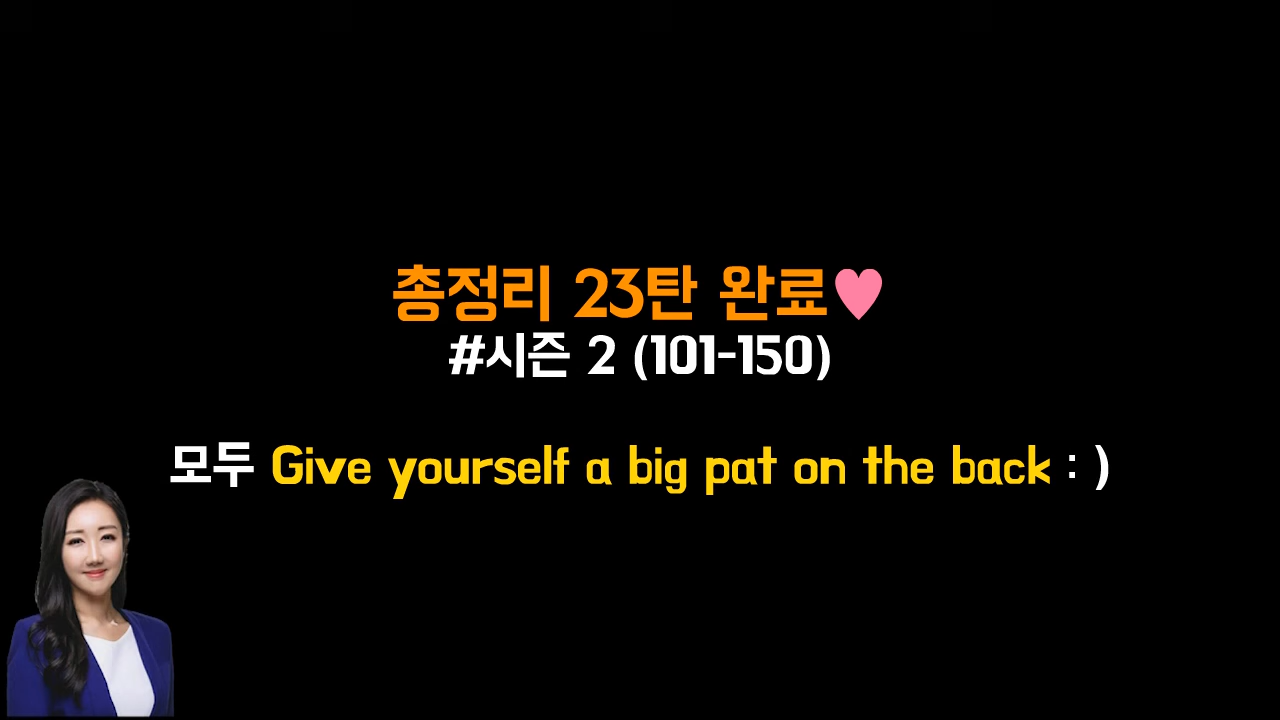 총정리 23탄 완료♥
#시즌 2 (101-150)
모두 Give yourself a big pat on the back : )